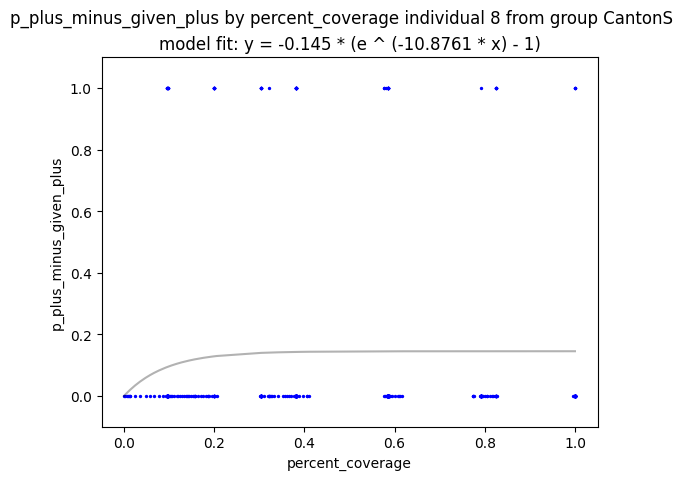 p_plus_minus_given_plus by percent_coverage individual 8 from group CantonS
model fit: y = -0.145 * (e ^ (-10.8761 * x) - 1)
1.0
0.8
0.6
0.4
0.2
0.0
p_plus_minus_given_plus
0.0 0.2 0.4 0.6 0.8 1.0
percent_coverage